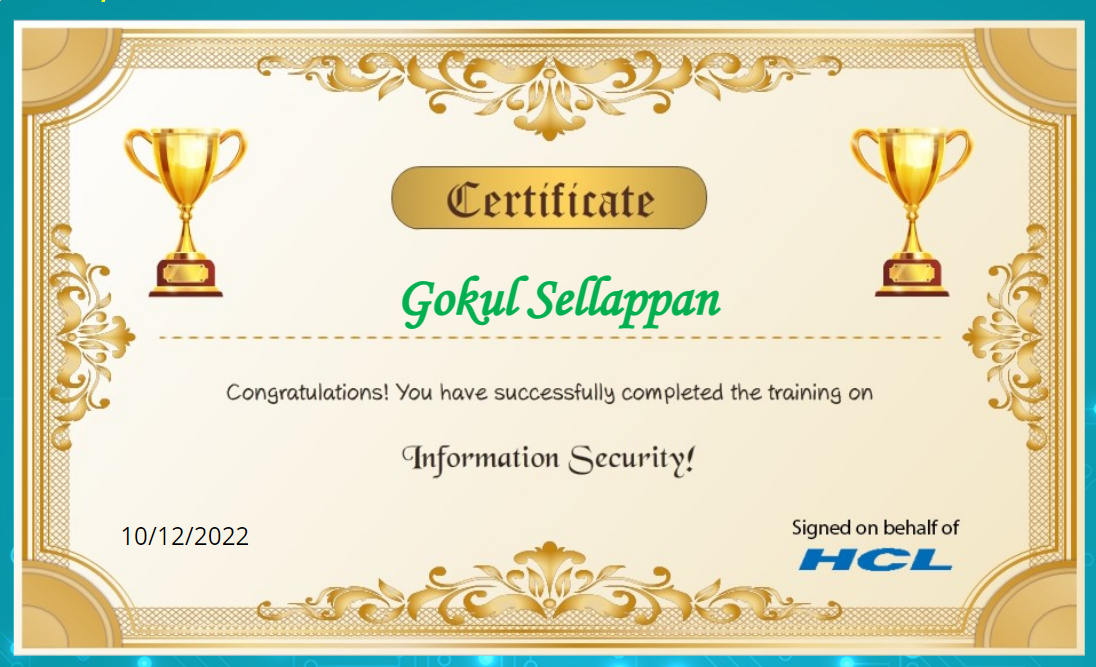 Certificate
Gokul Sellappan
Congratulations! You have successfully completed the training on
Information Security!
10/12/2022
Signed on behalf of
HCL